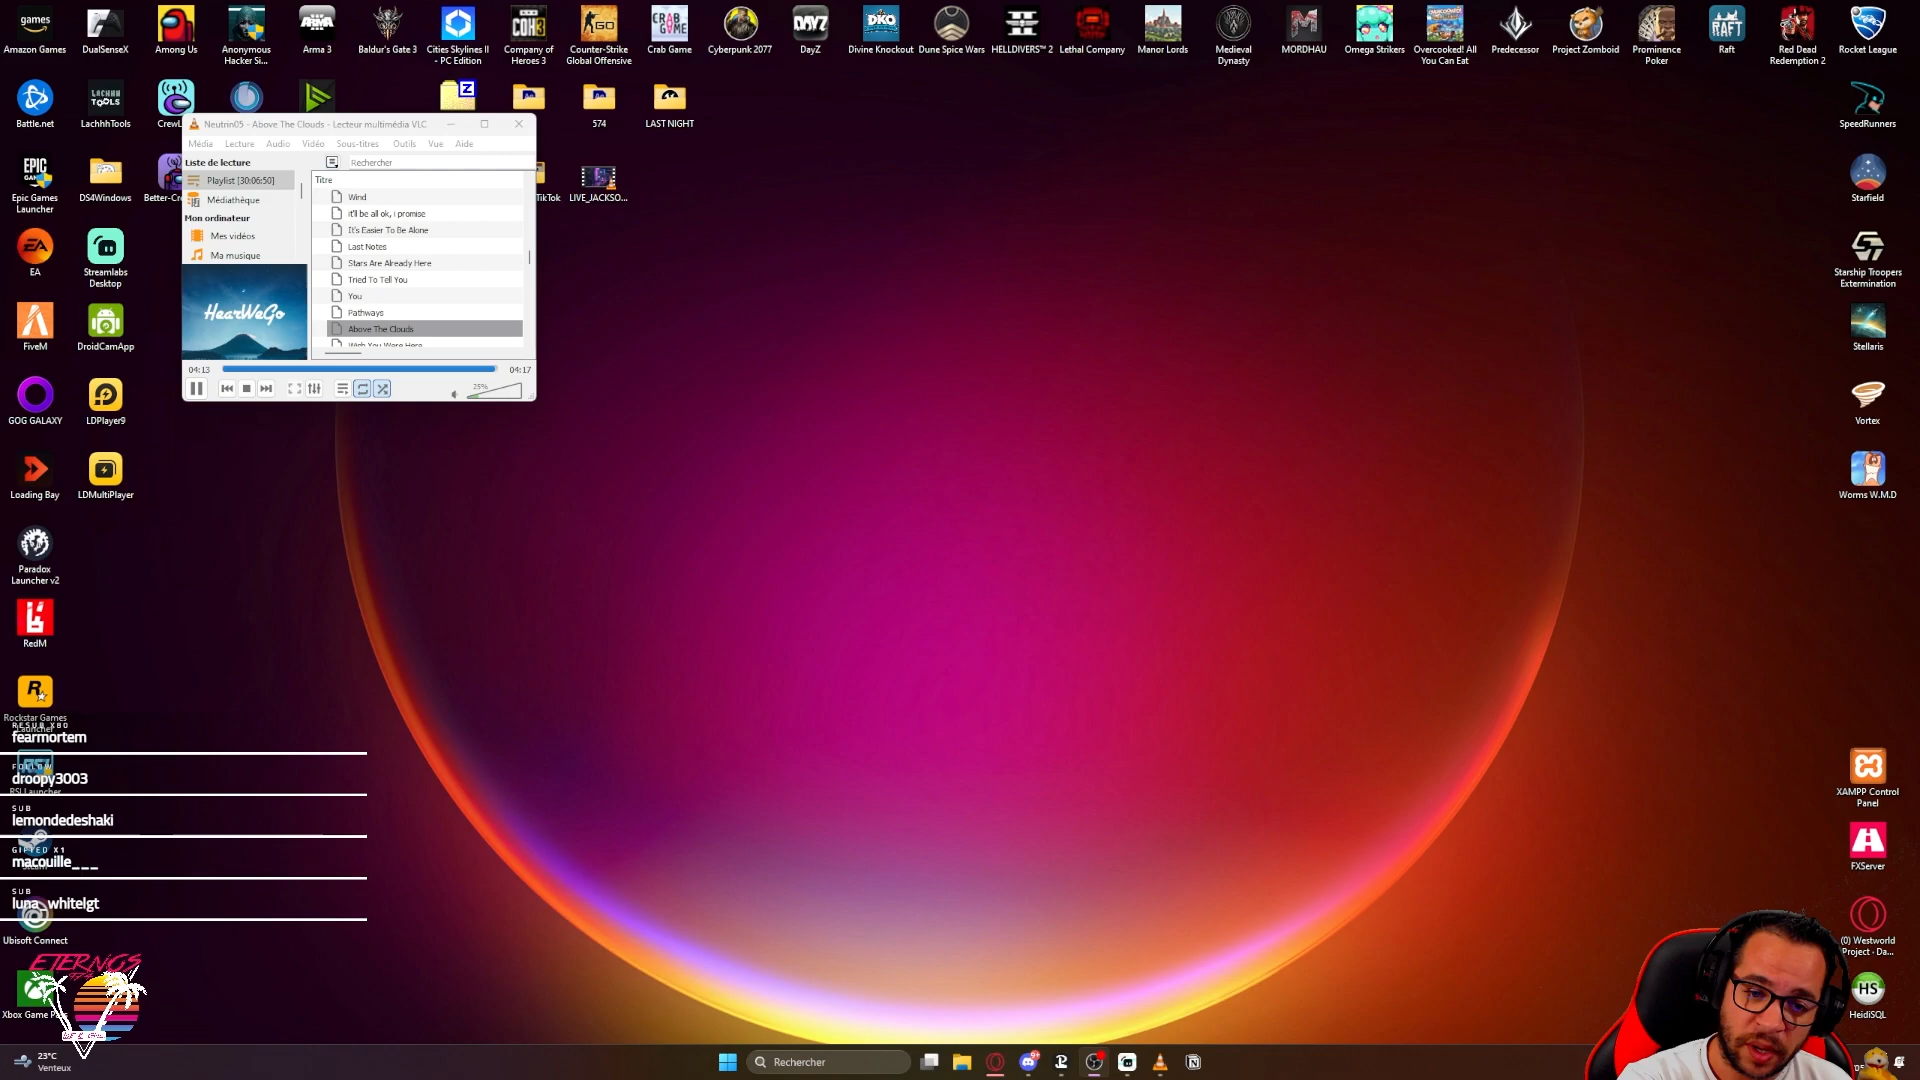 Amazon Games
DualSenseX
Among Us
Anonymous Hacker Si...
Arma 3
Baldur's Gate 3
Cities Skylines II - PC Edition
Company of Heroes 3
Counter-Strike Global Offensive
Crab Game
Cyberpunk 2077
DayZ
Divine Knockout
Dune Spice Wars
HELLDIVERS™ 2
Lethal Company
Manor Lords
Medieval Dynasty
MORDHAU
Omega Strikers
Overcooked! All You Can Eat
Predecessor
Project Zomboid
Prominence Poker
Raft
Red Dead Redemption 2
Rocket League
Battle.net
LachhhTools
CrewL
574
LAST NIGHT
SpeedRunners
Neutrin05 - Above The Clouds - Lecteur multimédia VLC
Média Lecture Audio Vidéo Sous-titres Outils Vue Aide
Liste de lecture
Rechercher
Playlist [30:06:50]
Titre
Médiathèque
Mon ordinateur
Mes vidéos
Ma musique
Wind
it'll be all ok, i promise
It's Easier To Be Alone
Last Notes
Stars Are Already Here
Tried To Tell You
You
Pathways
Above The Clouds
Wish You Were Here
HearWeGo
04:13
04:17
25%
Epic Games Launcher
DS4Windows
Better-Cr
TikTok
LIVE_JACKSO...
Starfield
EA
Streamlabs Desktop
Starship Troopers Extermination
FiveM
DroidCamApp
Stellaris
GOG GALAXY
LDPlayer9
Vortex
Loading Bay
LDMultiPlayer
Worms W.M.D
Paradox Launcher v2
RedM
Rockstar Games Launcher
RESUB X80
fearmortem
FOLLOW
droopy3003
RSI Launcher
SUB
lemondedeshaki
GIFTED X1
macouille___
SUB
luna_whitelgt
Ubisoft Connect
ETERNOS
Xbox Game Pass
XAMPP Control Panel
FXServer
(0) Westworld Project - Da...
HeidiSQL
23°C
Venteux
Rechercher